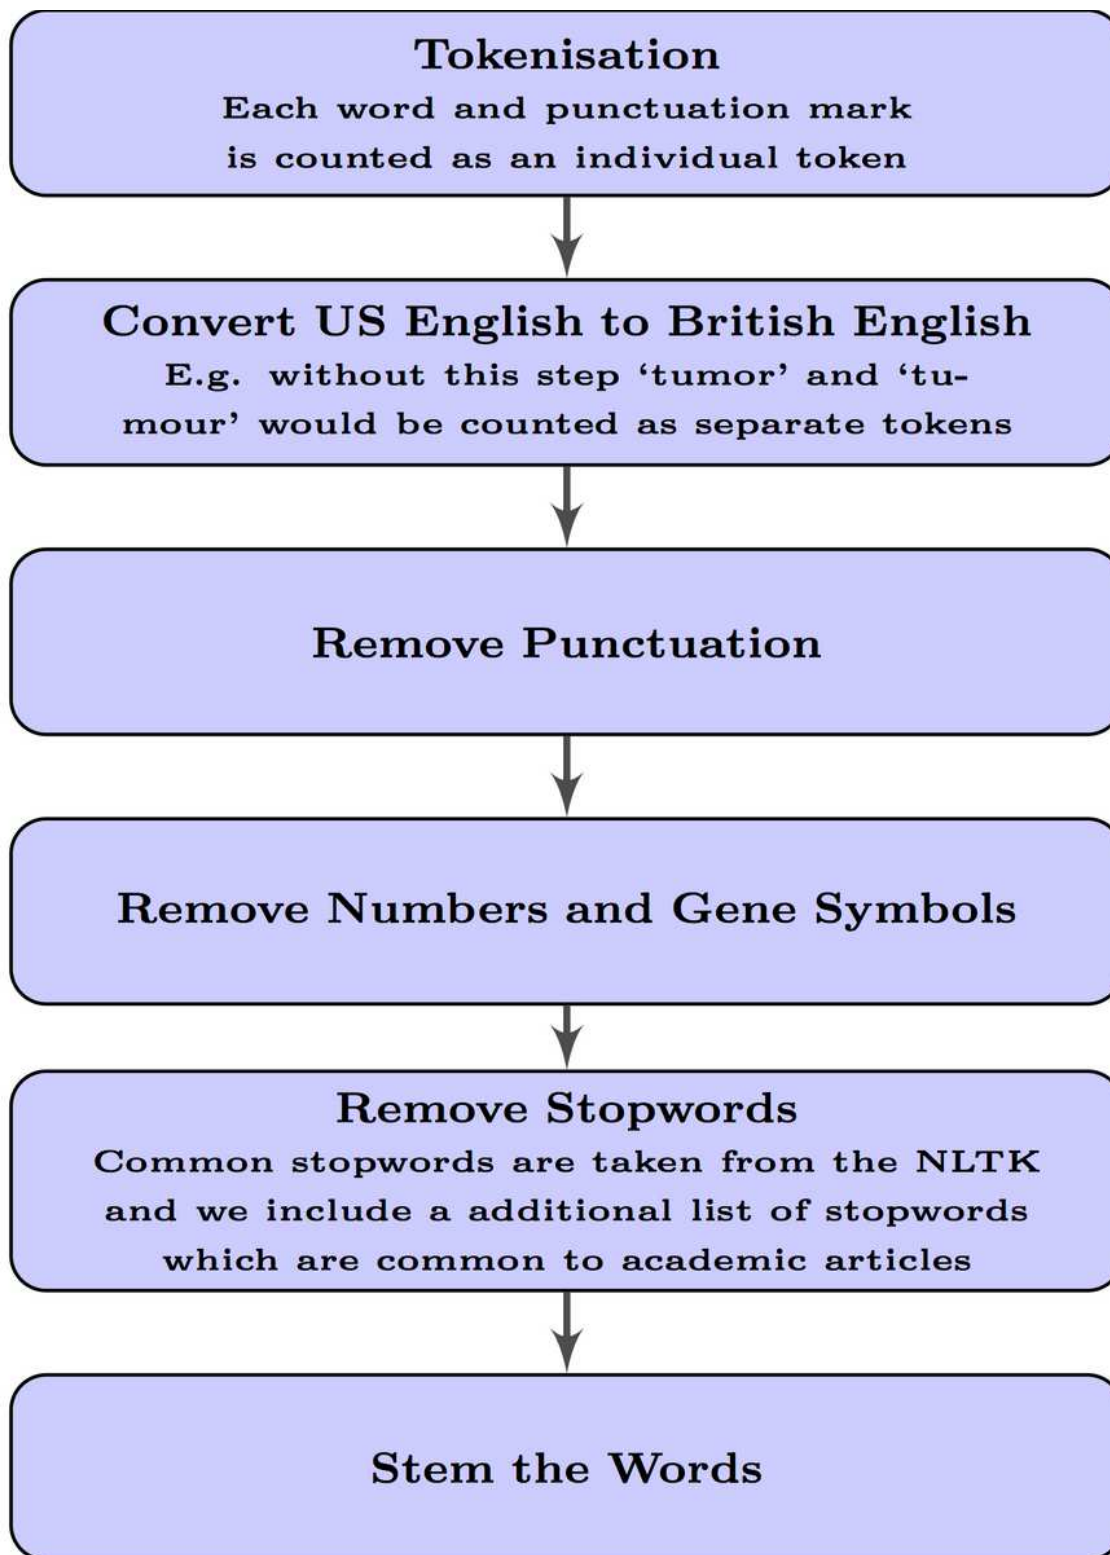 Tokenisation
Each word and punctuation mark
is counted as an individual token
Convert US English to British English
E.g. without this step ‘tumor’ and ‘tu-
mour’ would be counted as separate tokens
Remove Punctuation
Remove Numbers and Gene Symbols
Remove Stopwords
Common stopwords are taken from the NLTK
and we include a additional list of stopwords
which are common to academic articles
Stem the Words